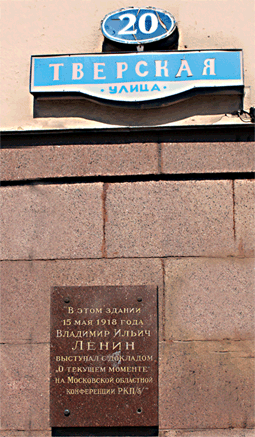 20
ТВЕРСКАЯ
УЛИЦА
В ЭТОМ ЗДАНИИ
15 МАЯ 1918 ГОДА
ВЛАДИМИР ИЛЬИЧ
ЛЕНИН
ВЫСТУПАЛ С ДОКЛАДОМ
„О ТЕКУЩЕМ МОМЕНТЕ"
НА МОСКОВСКОЙ ОБЛАСТНОЙ
КОНФЕРЕНЦИИ РКП/б/